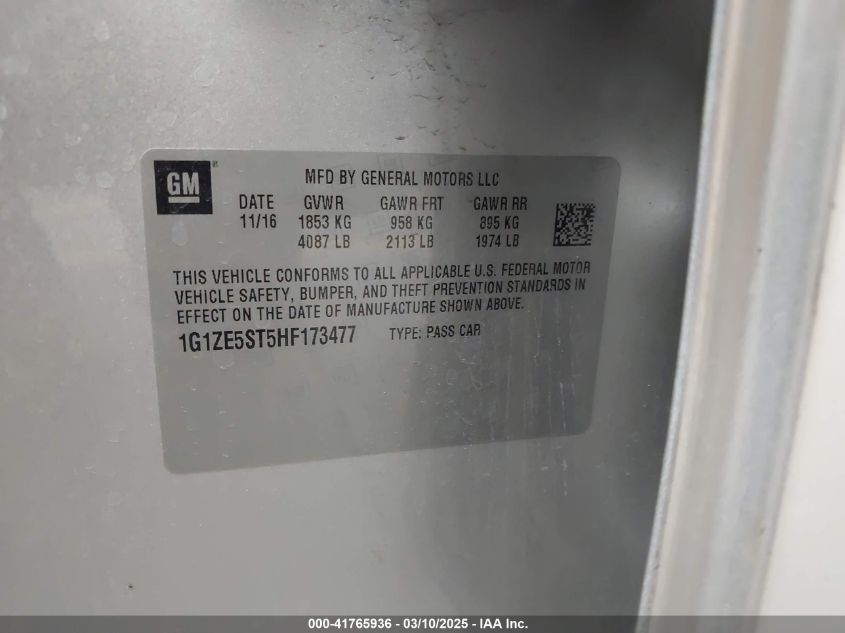 GM
MFD BY GENERAL MOTORS LLC
DATE GVWR GAWR FRT GAWR RR
11/16 1853 KG 958 KG 895 KG
4087 LB 2113 LB 1974 LB
THIS VEHICLE CONFORMS TO ALL APPLICABLE U.S. FEDERAL MOTOR
VEHICLE SAFETY, BUMPER, AND THEFT PREVENTION STANDARDS IN
EFFECT ON THE DATE OF MANUFACTURE SHOWN ABOVE.
1G1ZE5ST5HF173477 TYPE: PASS CAR
000-41765936 - 03/10/2025 - IAA Inc.